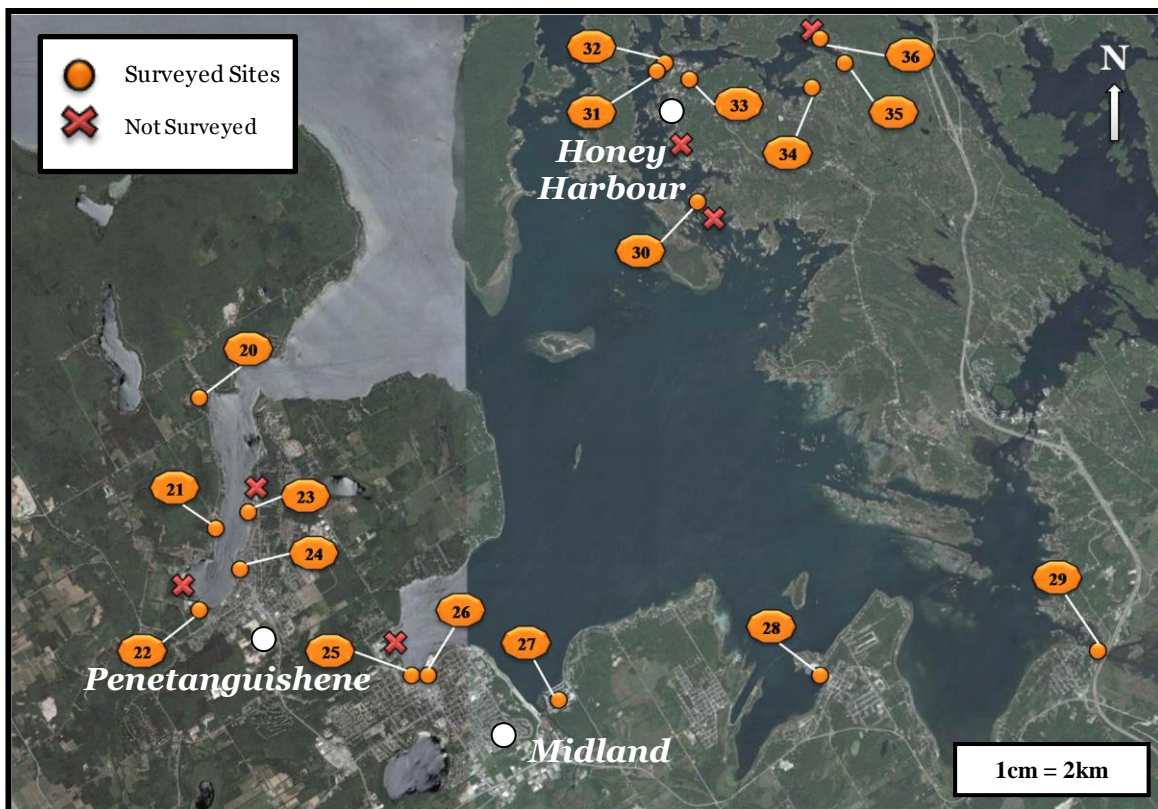 Surveyed Sites
Not Surveyed
N
32
36
31
33
35
34
Honey
Harbour
30
20
21
23
24
29
26
28
27
22
25
Penetanguishene
Midland
1cm = 2km